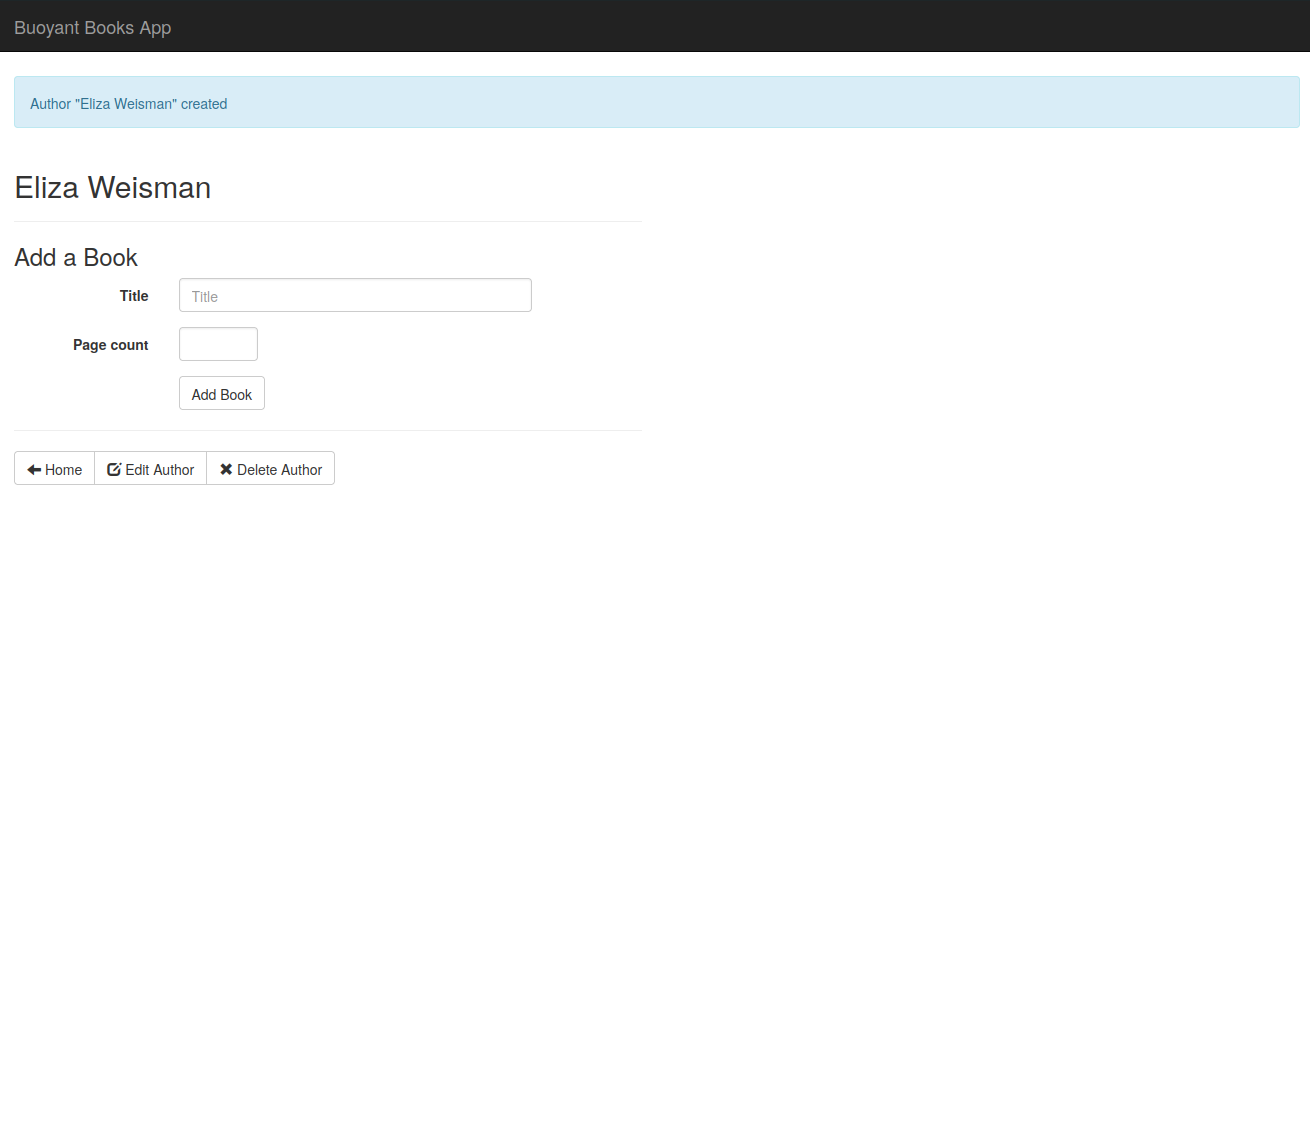 Buoyant Books App
Author "Eliza Weisman" created
Eliza Weisman
Add a Book
Title
Title
Page count
Add Book
Home Edit Author Delete Author